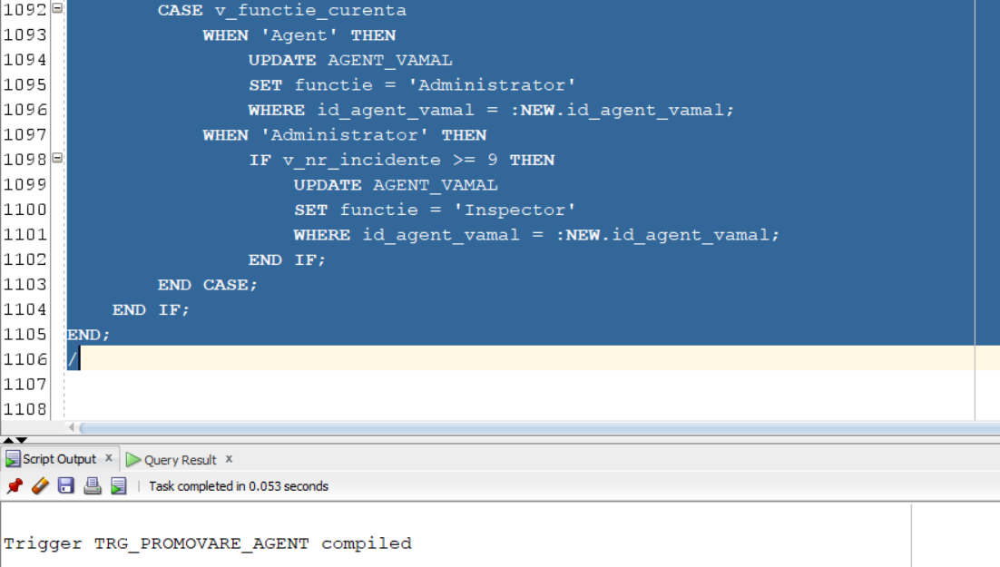 1092 CASE v_functie_curenta
1093 WHEN 'Agent' THEN
1094 UPDATE AGENT_VAMAL
1095 SET functie = 'Administrator'
1096 WHERE id_agent_vamal = :NEW.id_agent_vamal;
1097 WHEN 'Administrator' THEN
1098 IF v_nr_incidente >= 9 THEN
1099 UPDATE AGENT_VAMAL
1100 SET functie = 'Inspector'
1101 WHERE id_agent_vamal = :NEW.id_agent_vamal;
1102 END IF;
1103 END CASE;
1104 END IF;
1105 END;
1106 /
1107
1108
Script Output x Query Result x
Task completed in 0.053 seconds
Trigger TRG_PROMOVARE_AGENT compiled